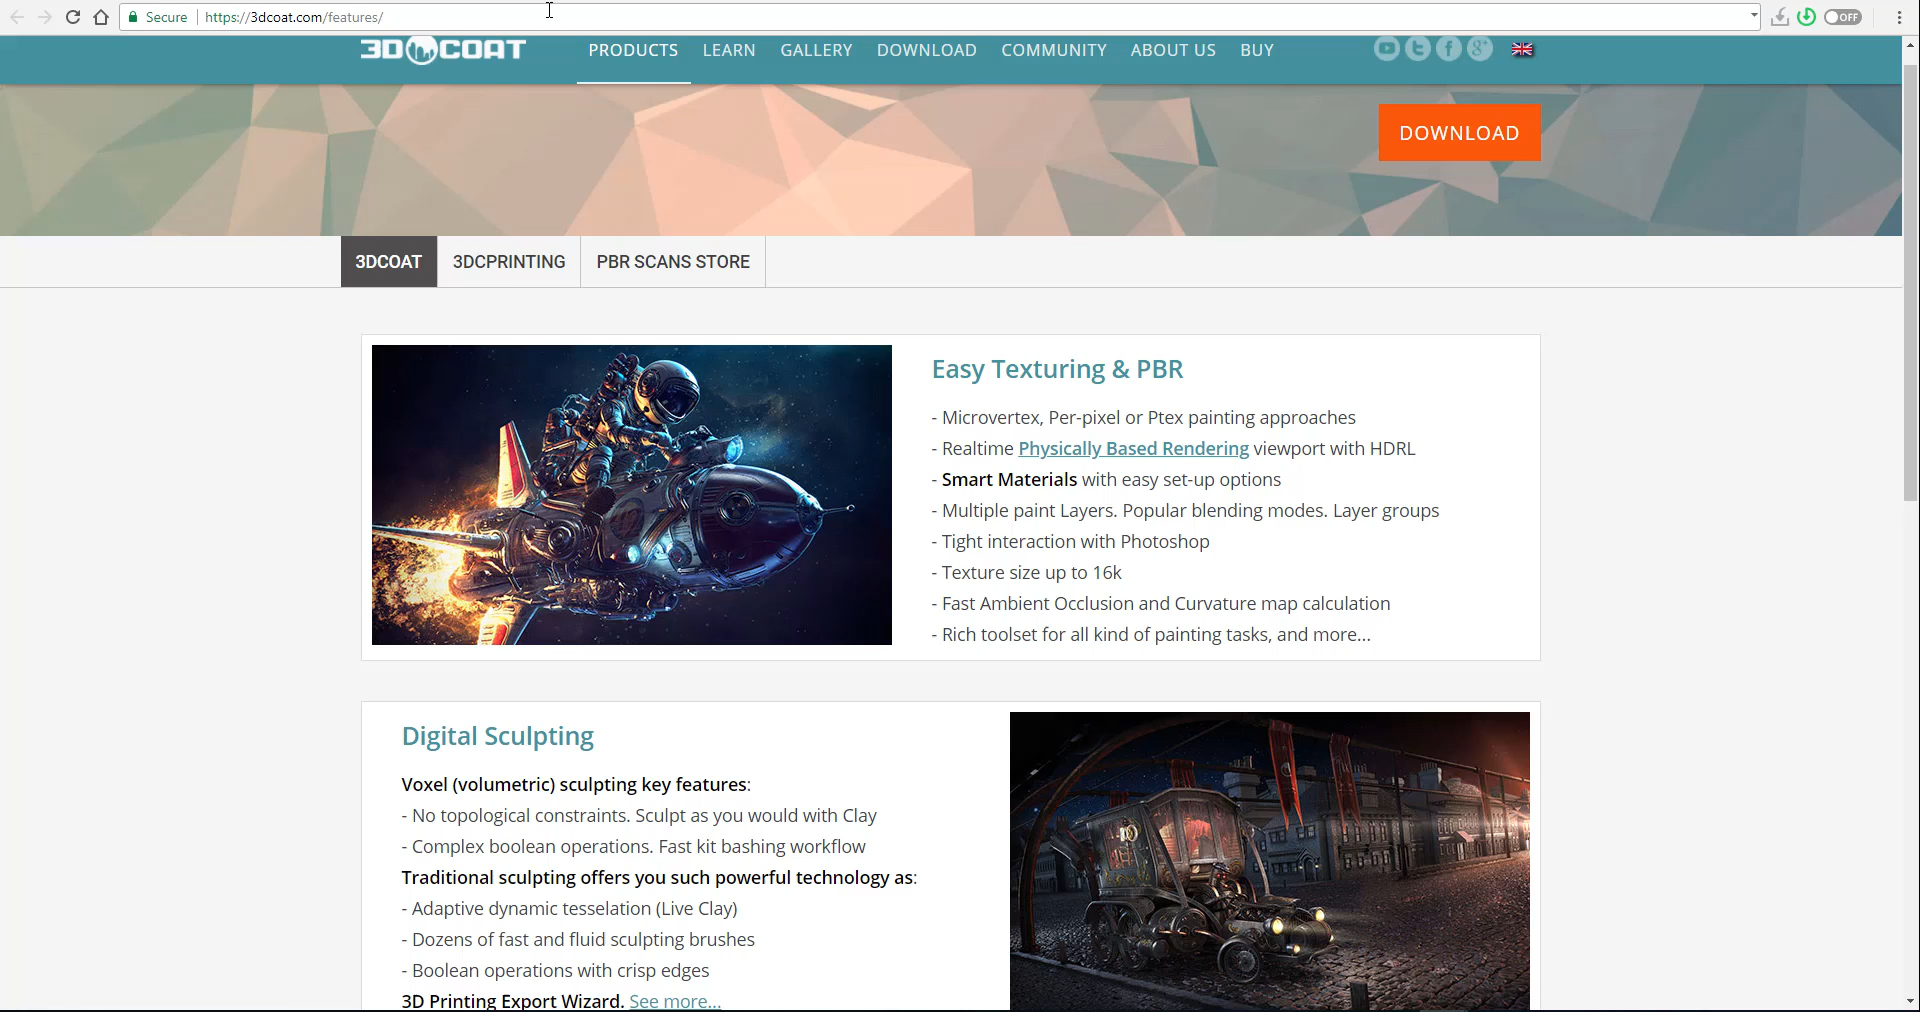 Secure https://3dcoat.com/features/ OFF
3DCOAT PRODUCTS LEARN GALLERY DOWNLOAD COMMUNITY ABOUT US BUY
DOWNLOAD
3DCOAT 3DCPRINTING PBR SCANS STORE
Easy Texturing & PBR
- Microvertex, Per-pixel or Ptex painting approaches
- Realtime Physically Based Rendering viewport with HDRL
- Smart Materials with easy set-up options
- Multiple paint Layers. Popular blending modes. Layer groups
- Tight interaction with Photoshop
- Texture size up to 16k
- Fast Ambient Occlusion and Curvature map calculation
- Rich toolset for all kind of painting tasks, and more...
Digital Sculpting
Voxel (volumetric) sculpting key features:
- No topological constraints. Sculpt as you would with Clay
- Complex boolean operations. Fast kit bashing workflow
Traditional sculpting offers you such powerful technology as:
- Adaptive dynamic tesselation (Live Clay)
- Dozens of fast and fluid sculpting brushes
- Boolean operations with crisp edges
3D Printing Export Wizard. See more...